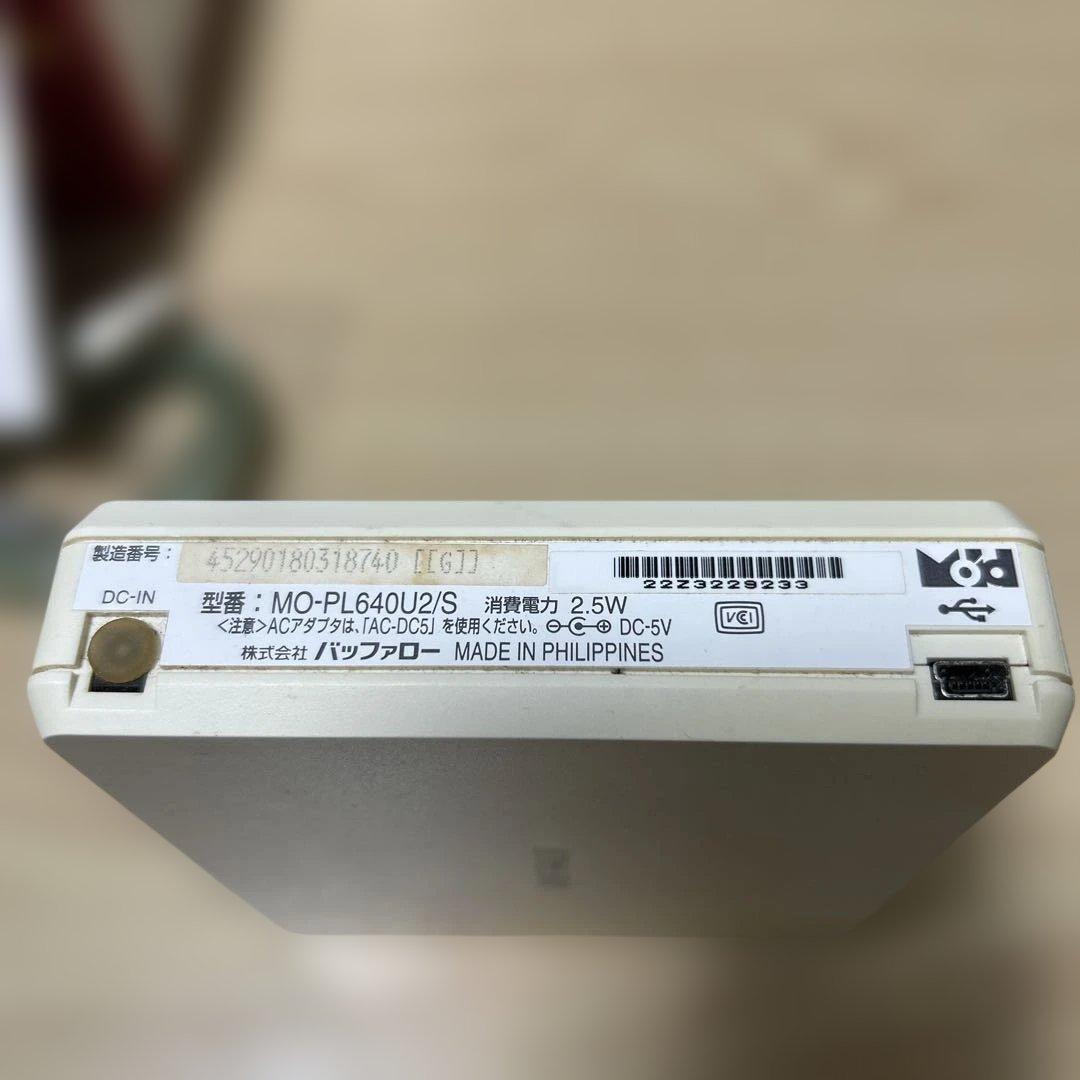 製造番号: 45290180318740 [[G]]
22Z3229233
DC-IN
型番: MO-PL640U2/S 消費電力 2.5W
<注意>ACアダプタは、「AC-DC5」を使用ください。 DC-5V
VCI
株式会社 バッファロー MADE IN PHILIPPINES